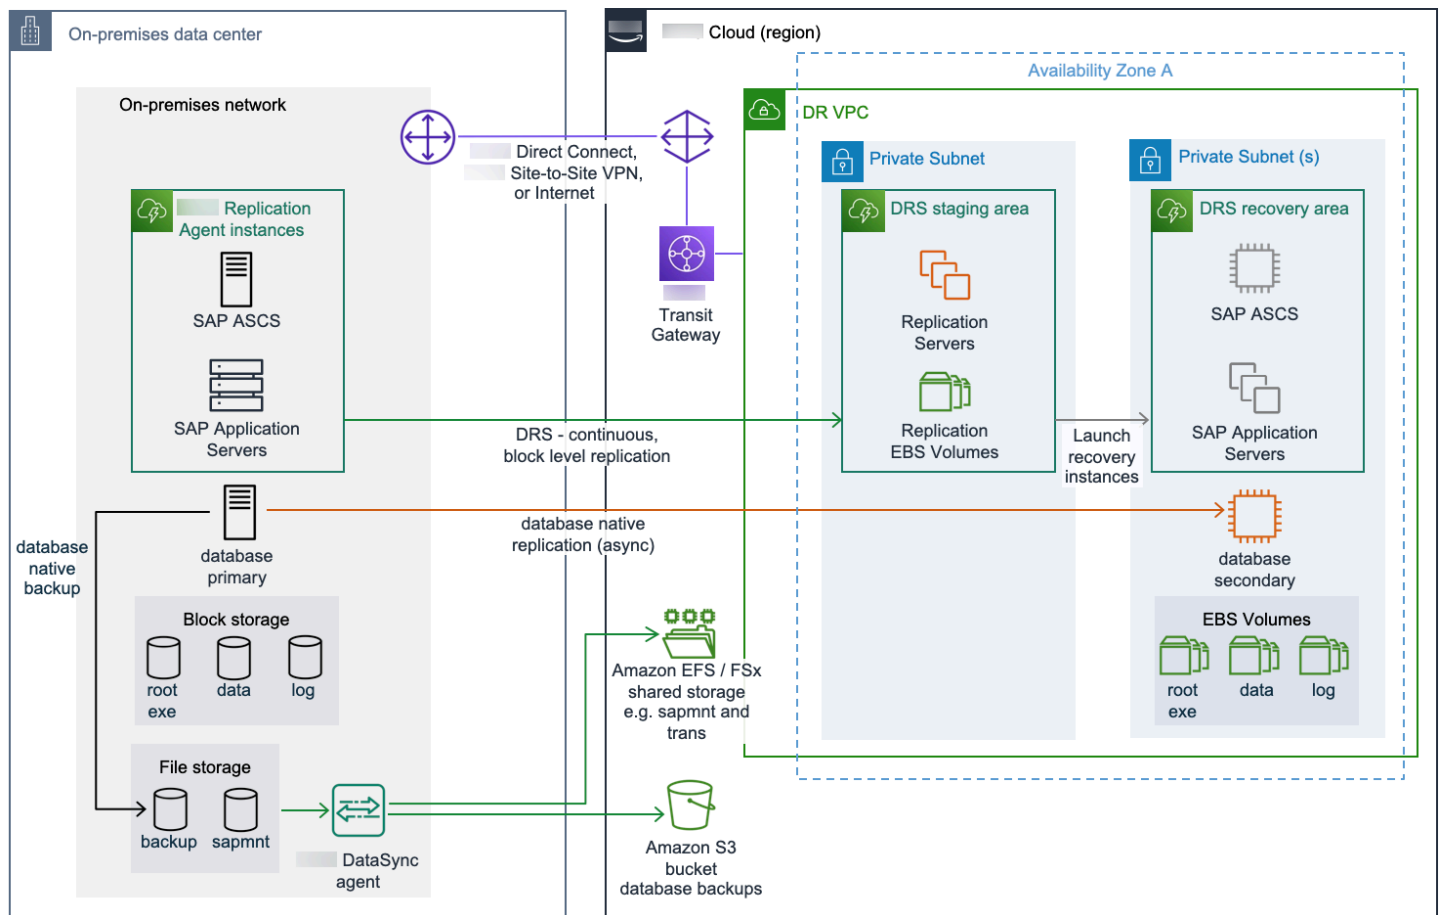 On-premises data center
Cloud (region)
Availability Zone A
On-premises network
DR VPC
Direct Connect,
Site-to-Site VPN,
or Internet
Private Subnet
Private Subnet (s)
Replication
Agent instances
DRS staging area
DRS recovery area
SAP ASCS
Transit
Gateway
Replication
Servers
SAP ASCS
SAP Application
Servers
DRS - continuous,
block level replication
Replication
EBS Volumes
Launch
recovery
instances
SAP Application
Servers
database
native
backup
database
primary
database native
replication (async)
database
secondary
Block storage
root
exe
data
log
Amazon EFS / FSx
shared storage
e.g. sapmnt and
trans
EBS Volumes
root
exe
data
log
File storage
backup
sapmnt
DataSync
agent
Amazon S3
bucket
database backups